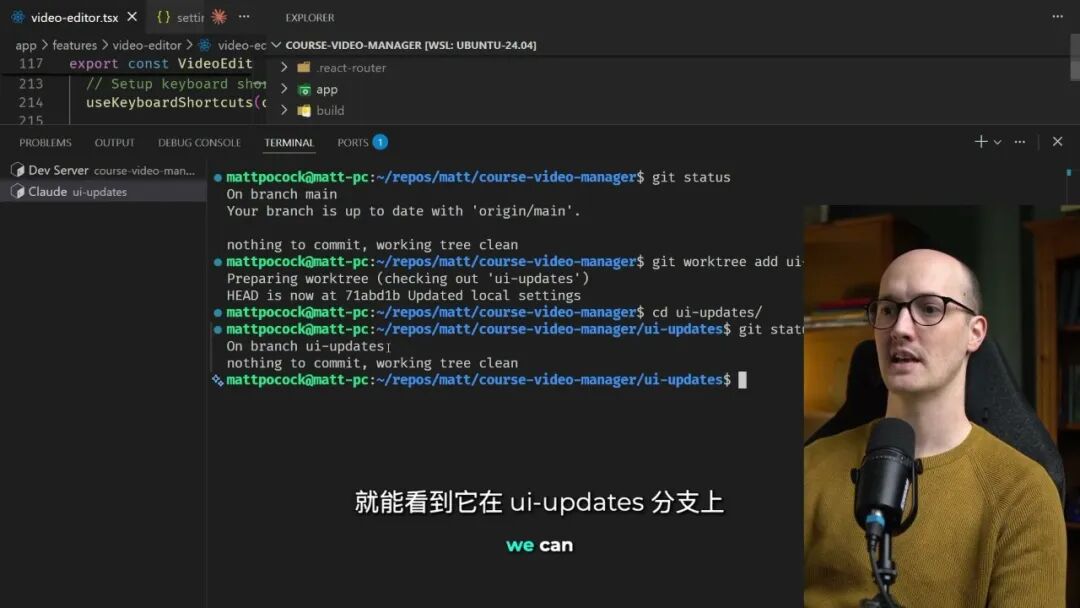 video-editor.tsx
EXPLORER
app > features > video-editor >
COURSE-VIDEO-MANAGER [WSL: UBUNTU-24.04]
117 export const
213 // Setup keyboard
214 useKeyboardShortcuts(
215
.react-router
app
build
PROBLEMS OUTPUT DEBUG CONSOLE TERMINAL PORTS 1
Dev Server course-video-man...
Claude ui-updates
mattpocock@matt-pc:~/repos/matt/course-video-manager$ git status
On branch main
Your branch is up to date with 'origin/main'.
nothing to commit, working tree clean
mattpocock@matt-pc:~/repos/matt/course-video-manager$ git worktree add ui-
Preparing worktree (checking out 'ui-updates')
HEAD is now at 71abd1b Updated local settings
mattpocock@matt-pc:~/repos/matt/course-video-manager$ cd ui-updates/
mattpocock@matt-pc:~/repos/matt/course-video-manager/ui-updates$ git
On branch ui-updates
nothing to commit, working tree clean
mattpocock@matt-pc:~/repos/matt/course-video-manager/ui-updates$
就能看到它在 ui-updates 分支上
we can